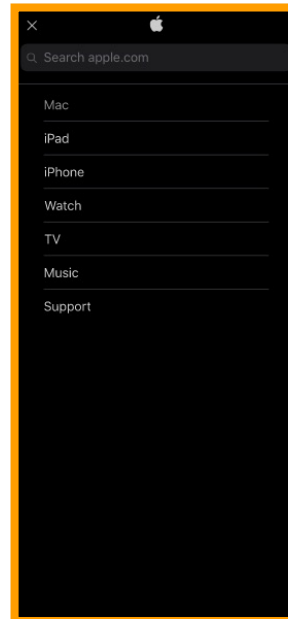 Search apple.com
Mac
iPad
iPhone
Watch
TV
Music
Support